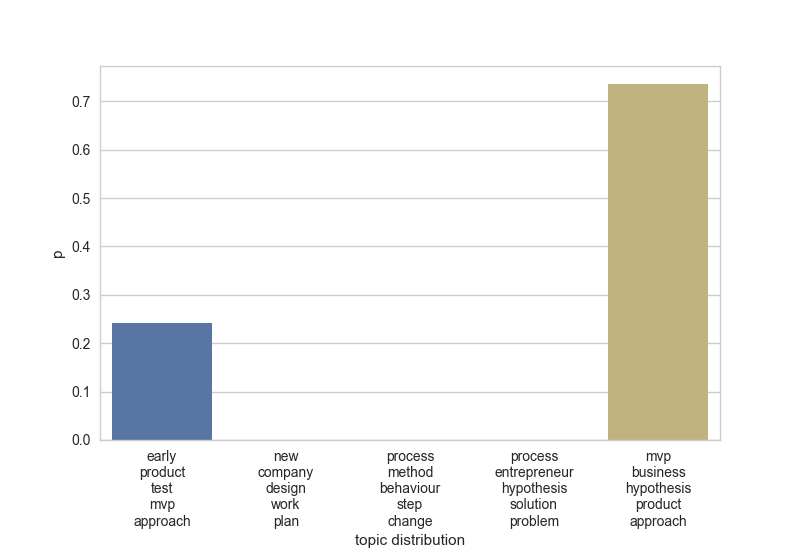 0.7
0.6
0.5
0.4
0.3
0.2
0.1
0.0
p
early
product
test
mvp
approach
new
company
design
work
plan
process
method
behaviour
step
change
process
entrepreneur
hypothesis
solution
problem
mvp
business
hypothesis
product
approach
topic distribution